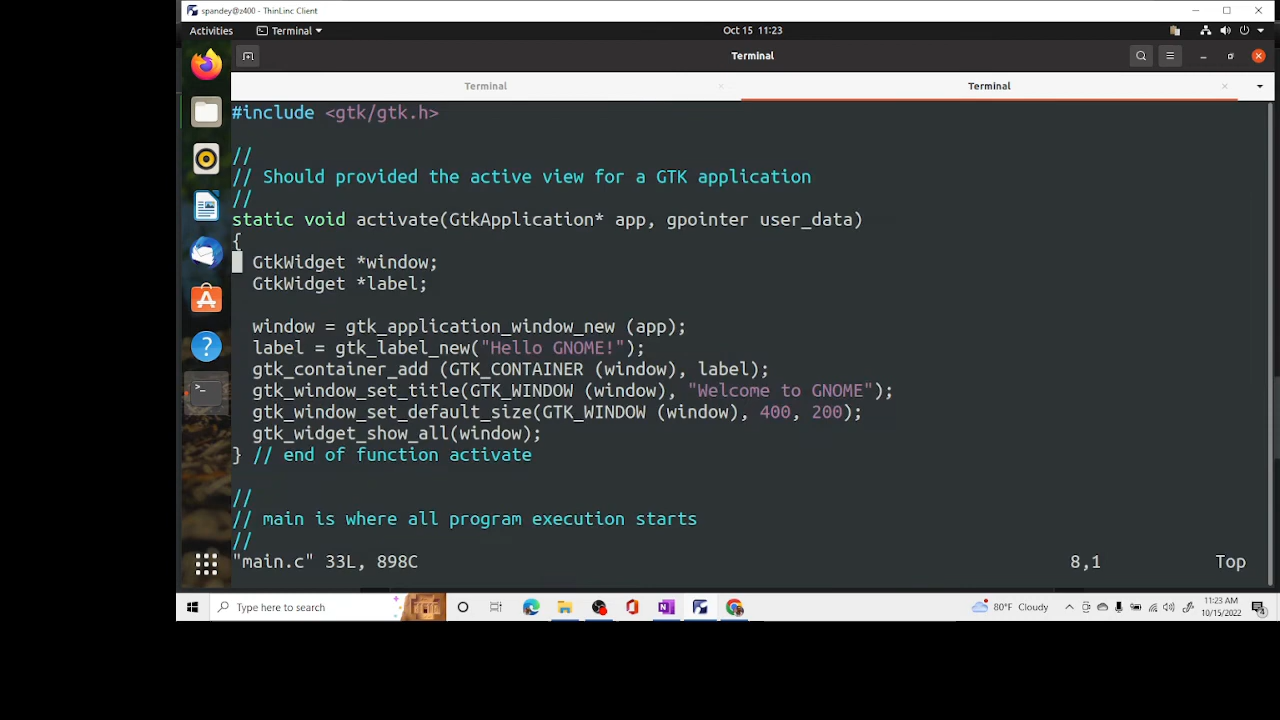 spandey@z400 - ThinLinc Client
Activities
Terminal
Oct 15 11:23
Terminal
Terminal
Terminal
#include <gtk/gtk.h>
//
// Should provided the active view for a GTK application
//
static void activate(GtkApplication* app, gpointer user_data)
{
GtkWidget *window;
GtkWidget *label;
window = gtk_application_window_new (app);
label = gtk_label_new("Hello GNOME!");
gtk_container_add (GTK_CONTAINER (window), label);
gtk_window_set_title(GTK_WINDOW (window), "Welcome to GNOME");
gtk_window_set_default_size(GTK_WINDOW (window), 400, 200);
gtk_widget_show_all(window);
} // end of function activate
//
// main is where all program execution starts
//
"main.c" 33L, 898C 8,1 Top
Type here to search
80°F Cloudy
11:23 AM
10/15/2022